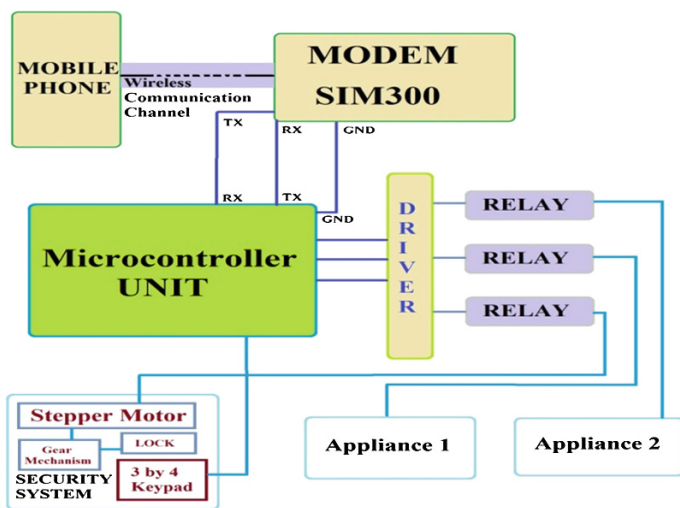 MOBILE
PHONE
Wireless
Communication
Channel
MODEM
SIM300
TX
RX
GND
RX
TX
GND
Microcontroller
UNIT
D
R
I
V
E
R
RELAY
RELAY
RELAY
Stepper Motor
Gear
Mechanism
LOCK
SECURITY
SYSTEM
3 by 4
Keypad
Appliance 1
Appliance 2